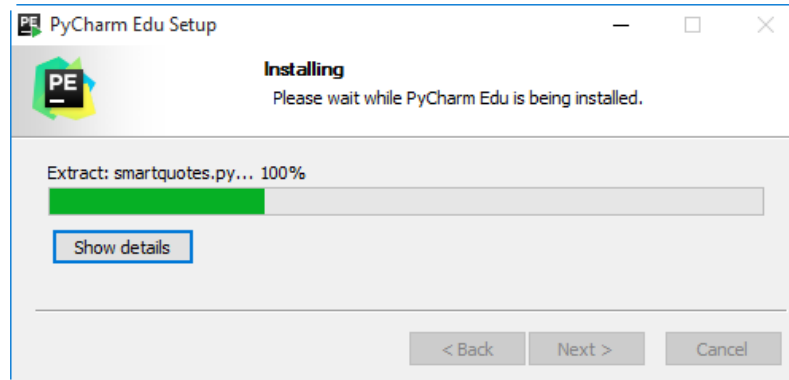 PE PyCharm Edu Setup
PE
Installing
Please wait while PyCharm Edu is being installed.
Extract: smartquotes.py... 100%
Show details
< Back Next > Cancel